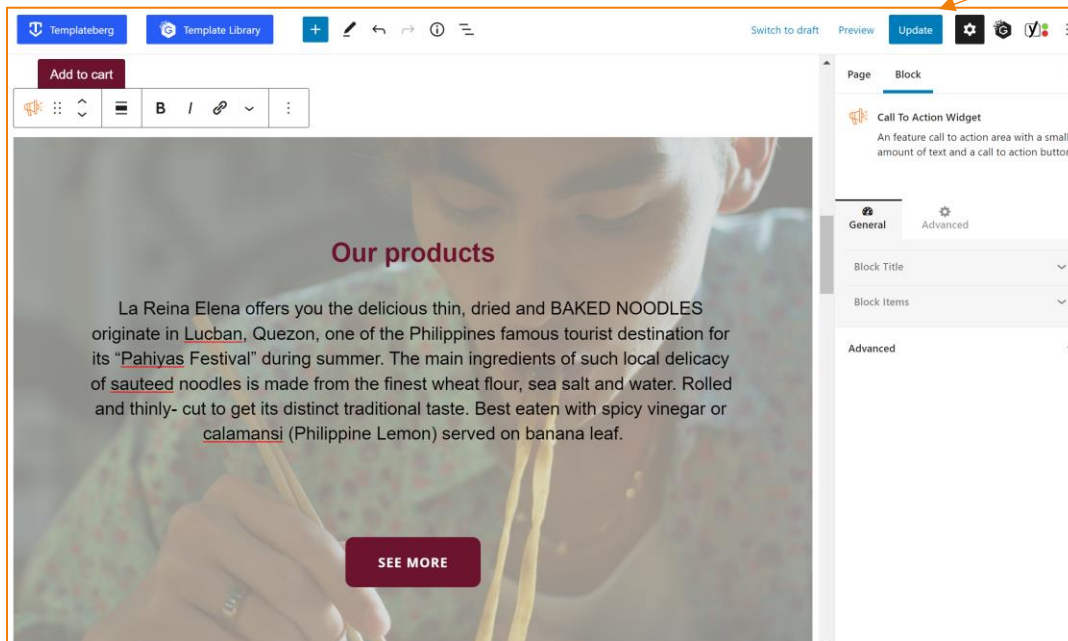 Templateberg Template Library Switch to draft Preview Update
Add to cart
B I
Page Block
Call To Action Widget
An feature call to action area with a small
amount of text and a call to action button
General Advanced
Block Title
Block Items
Advanced
Our products
La Reina Elena offers you the delicious thin, dried and BAKED NOODLES
originate in Lucban, Quezon, one of the Philippines famous tourist destination for
its “Pahiyas Festival” during summer. The main ingredients of such local delicacy
of sauteed noodles is made from the finest wheat flour, sea salt and water. Rolled
and thinly- cut to get its distinct traditional taste. Best eaten with spicy vinegar or
calamansi (Philippine Lemon) served on banana leaf.
SEE MORE